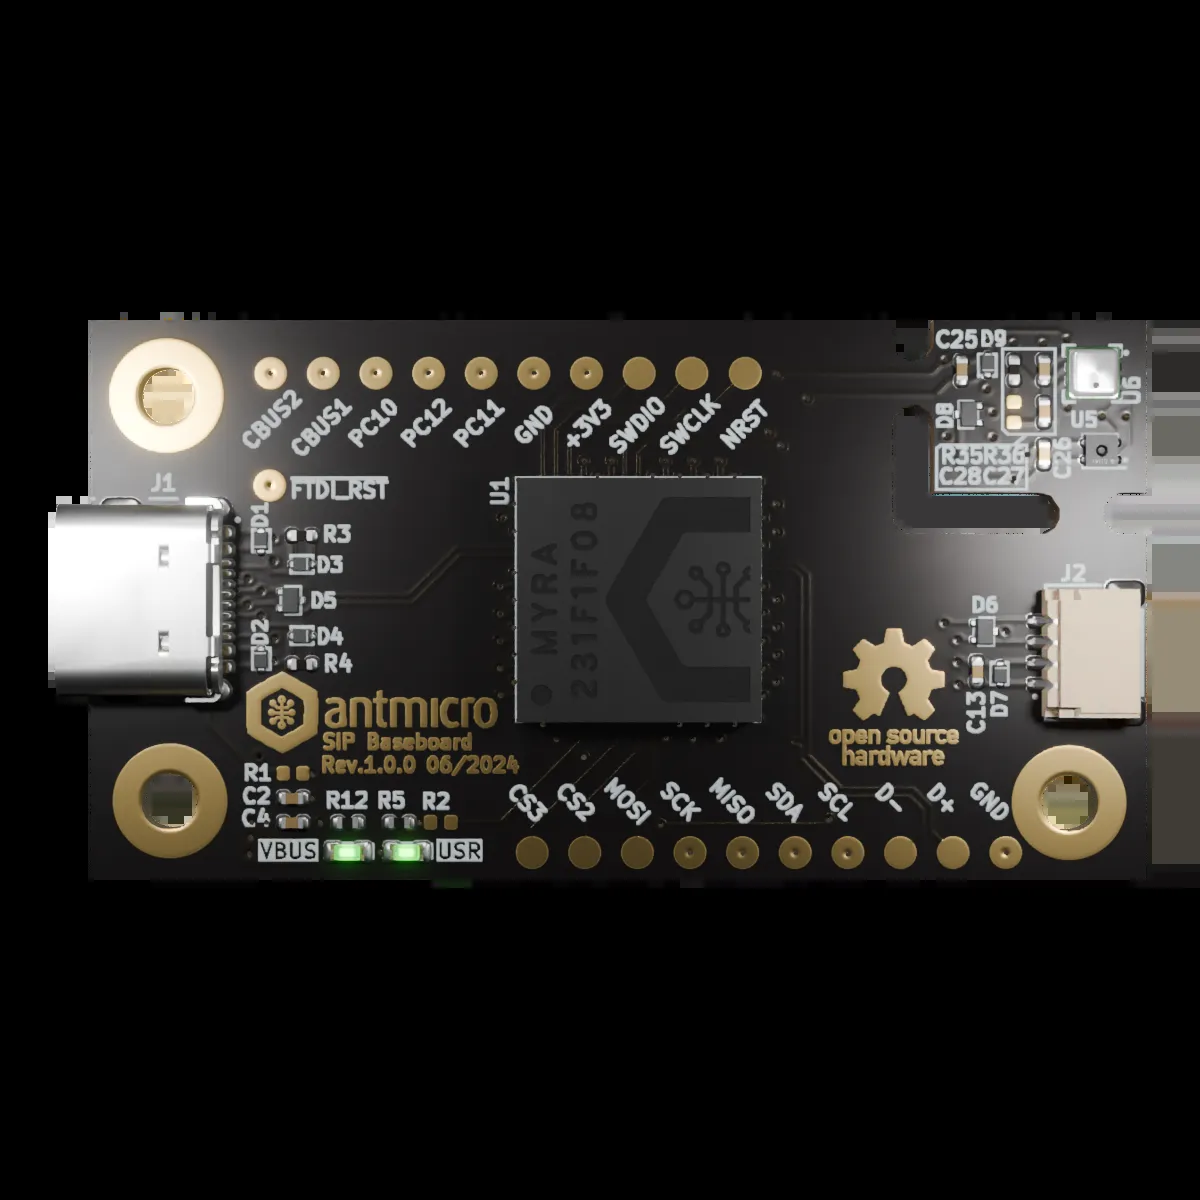 C25 D9
U6
D8
U5
R35R36
C28C27
C26
CBUS2
CBUS1
PC10
PC12
PC11
GND
+3V3
SWDIO
SWCLK
NRST
J1
FTDI_RST
U1
D1
R3
D3
D5
D2
D4
R4
MYRA
231F1F08
J2
D6
C13
D7
antmicro
SIP Baseboard
Rev.1.0.0 06/2024
open source
hardware
R1
C2
C4
R12 R5 R2
VBUS
USR
CS3
CS2
MOSI
SCK
MISO
SDA
SCL
D-
D+
GND